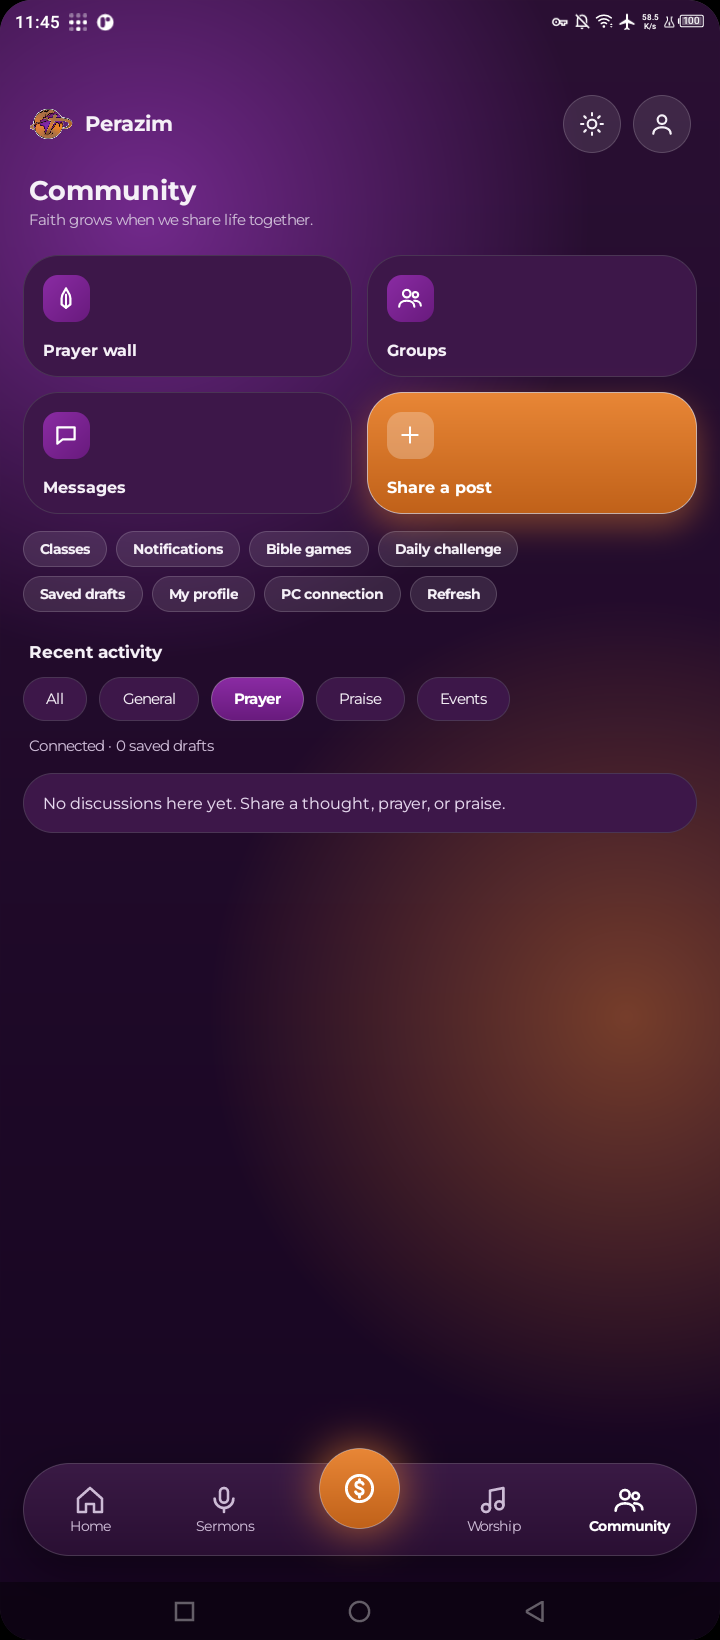 11:45
58.5
K/s
100
Perazim
Community
Faith grows when we share life together.
Prayer wall
Groups
Messages
Share a post
Classes Notifications Bible games Daily challenge
Saved drafts My profile PC connection Refresh
Recent activity
All General Prayer Praise Events
Connected · 0 saved drafts
No discussions here yet. Share a thought, prayer, or praise.
Home Sermons Worship Community